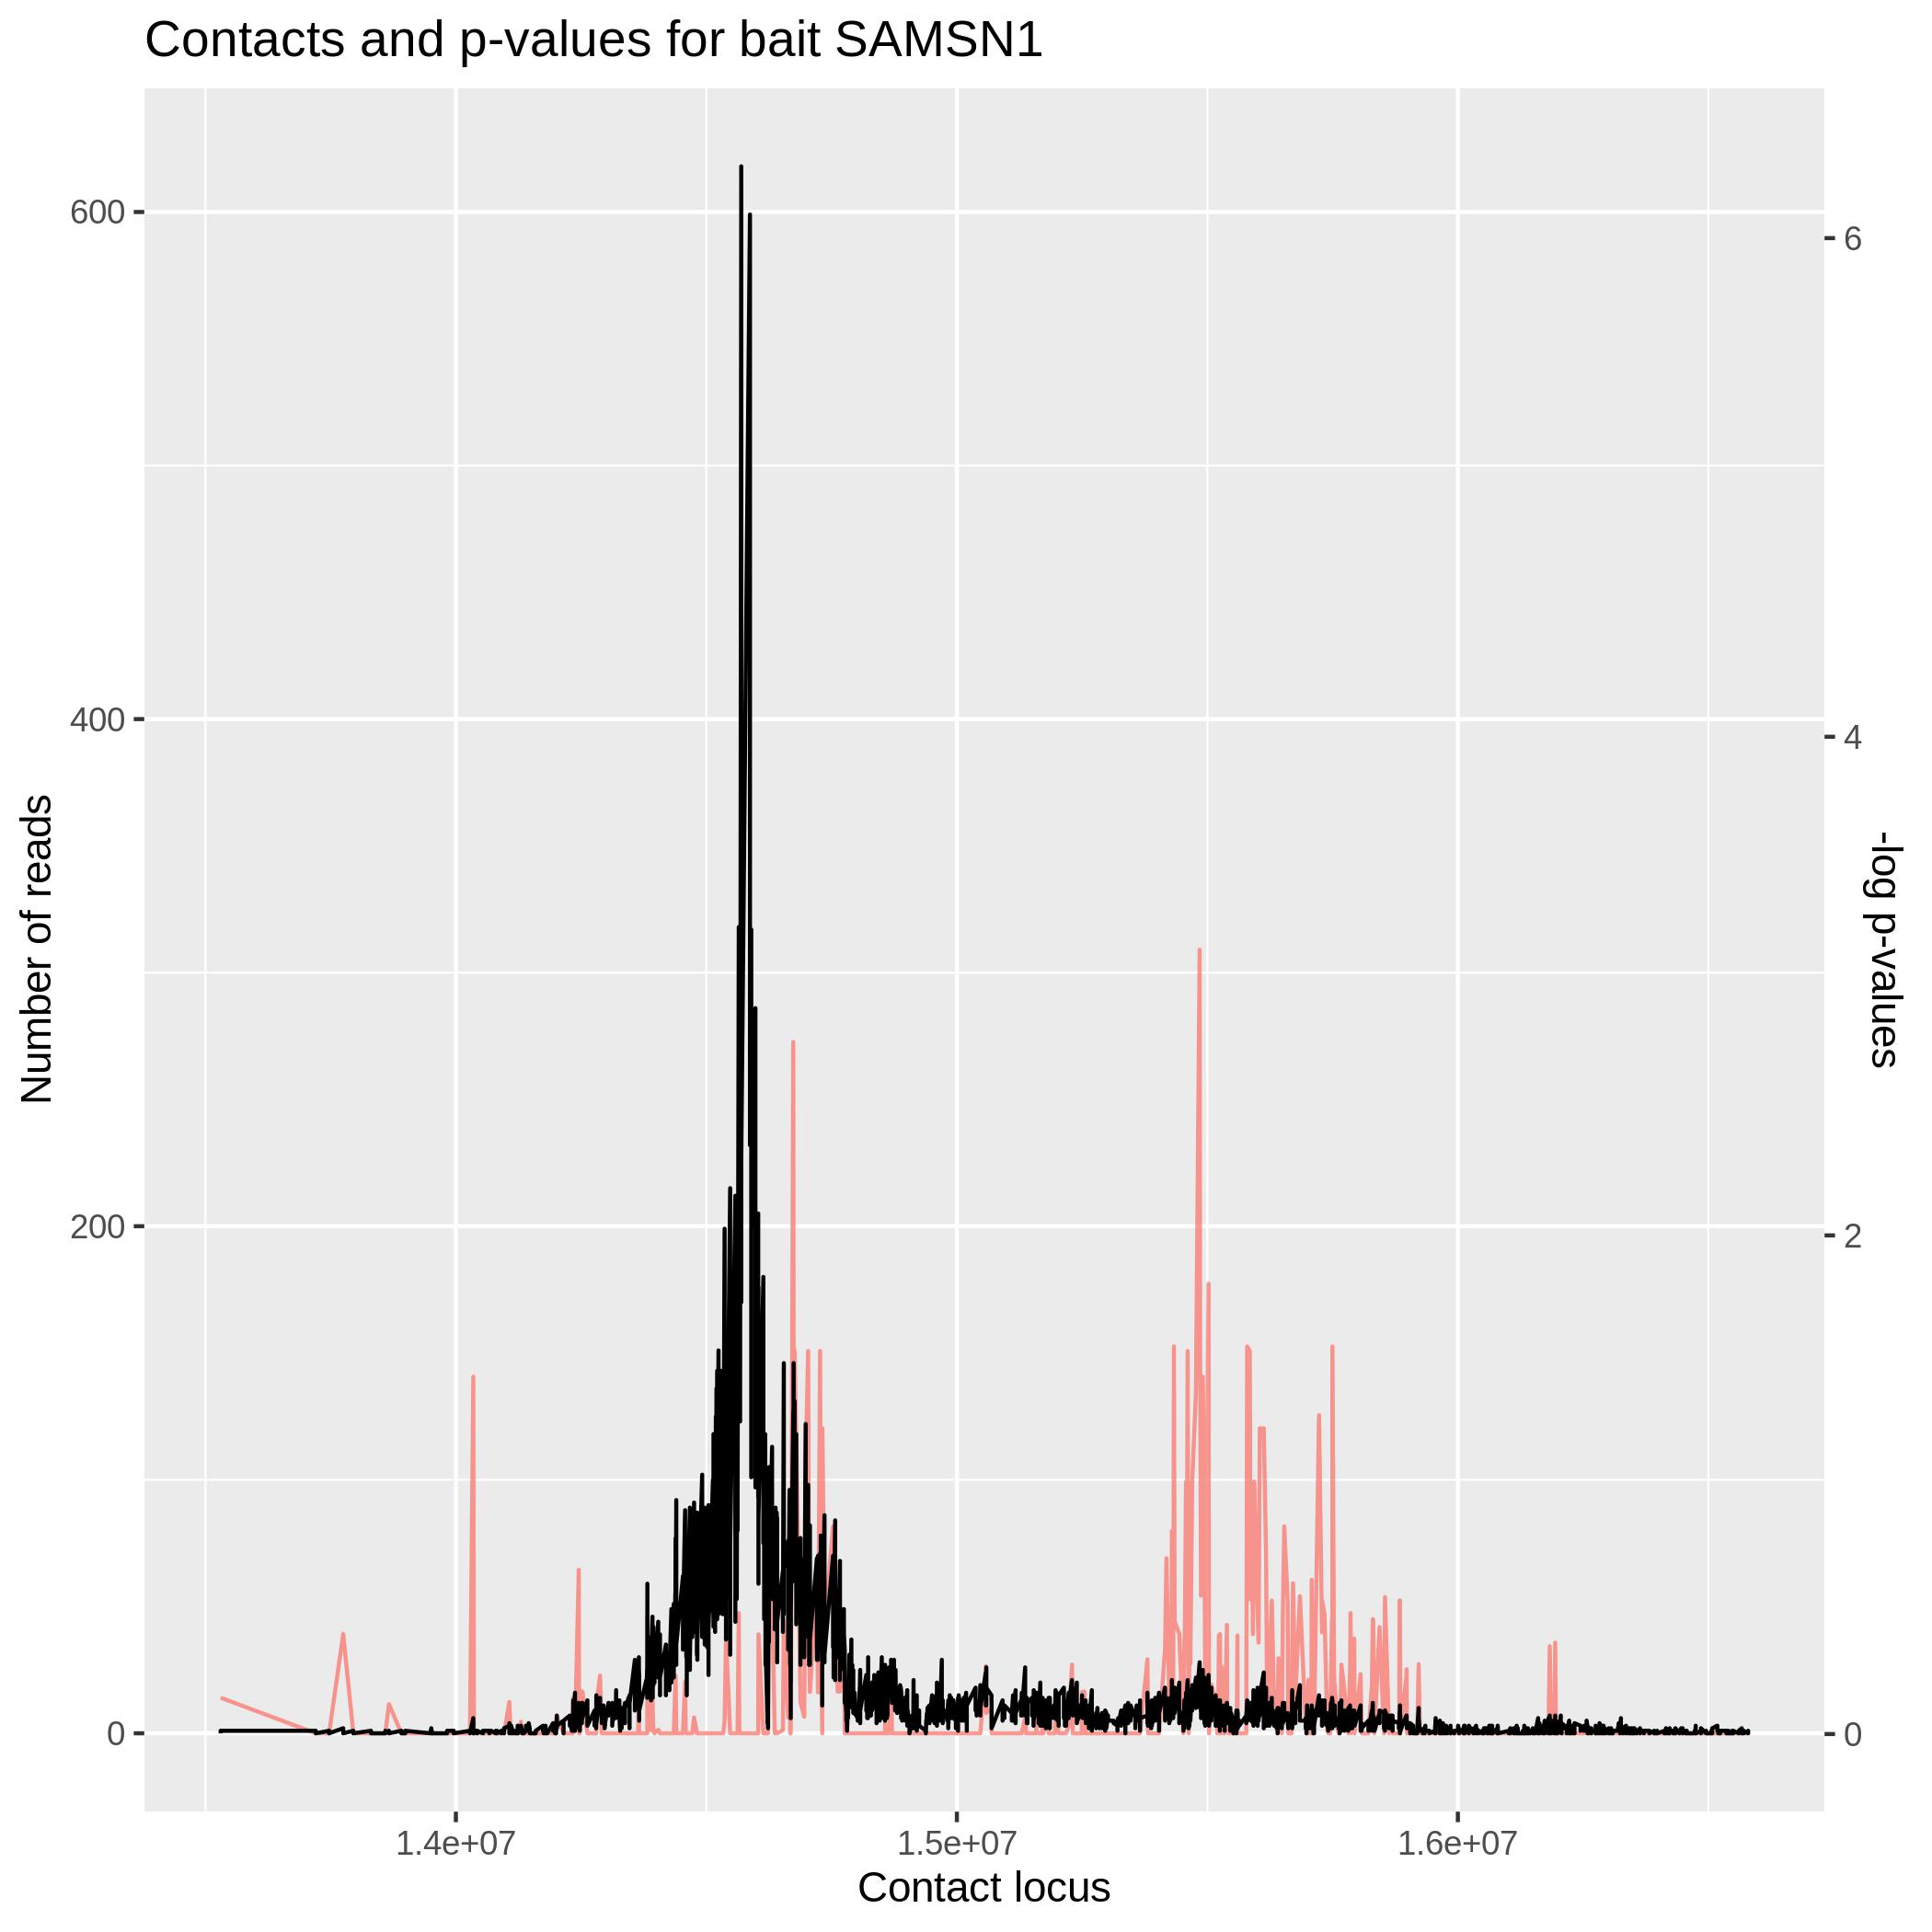 Contacts and p-values for bait SAMSN1
600
400
200
0
Number of reads
6
4
2
0
-log p-values
1.4e+07
1.5e+07
1.6e+07
Contact locus